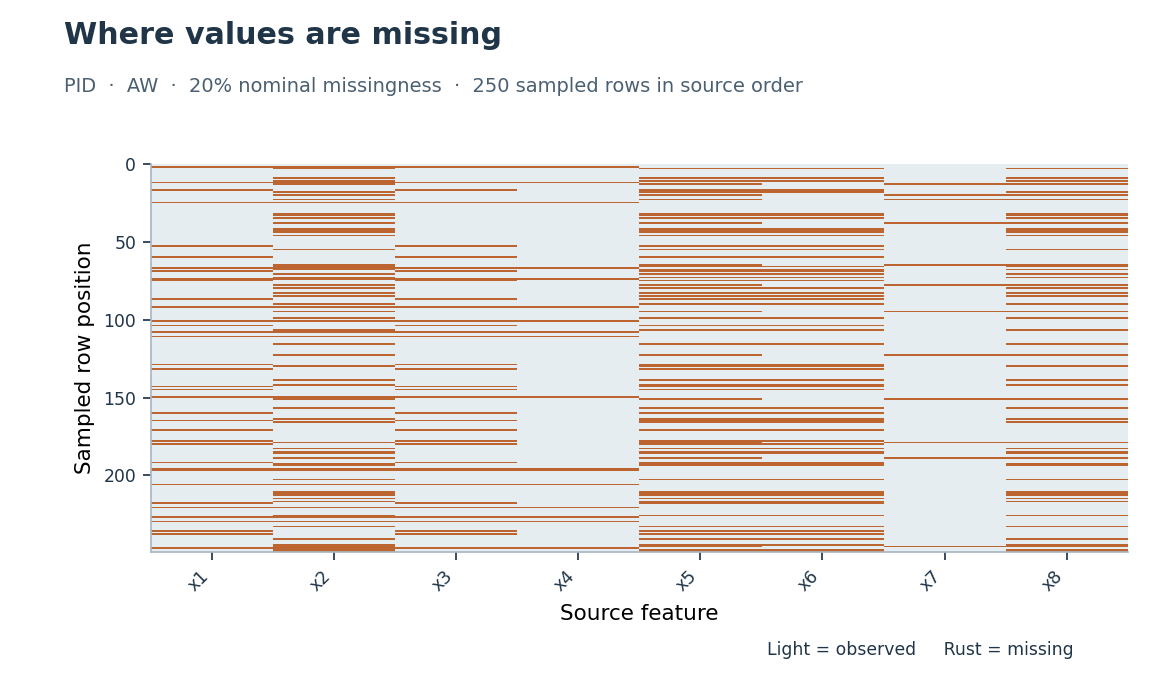 Where values are missing
PID · AW · 20% nominal missingness · 250 sampled rows in source order
0
50
100
150
200
Sampled row position
x1
x2
x3
x4
x5
x6
x7
x8
Source feature
Light = observed Rust = missing